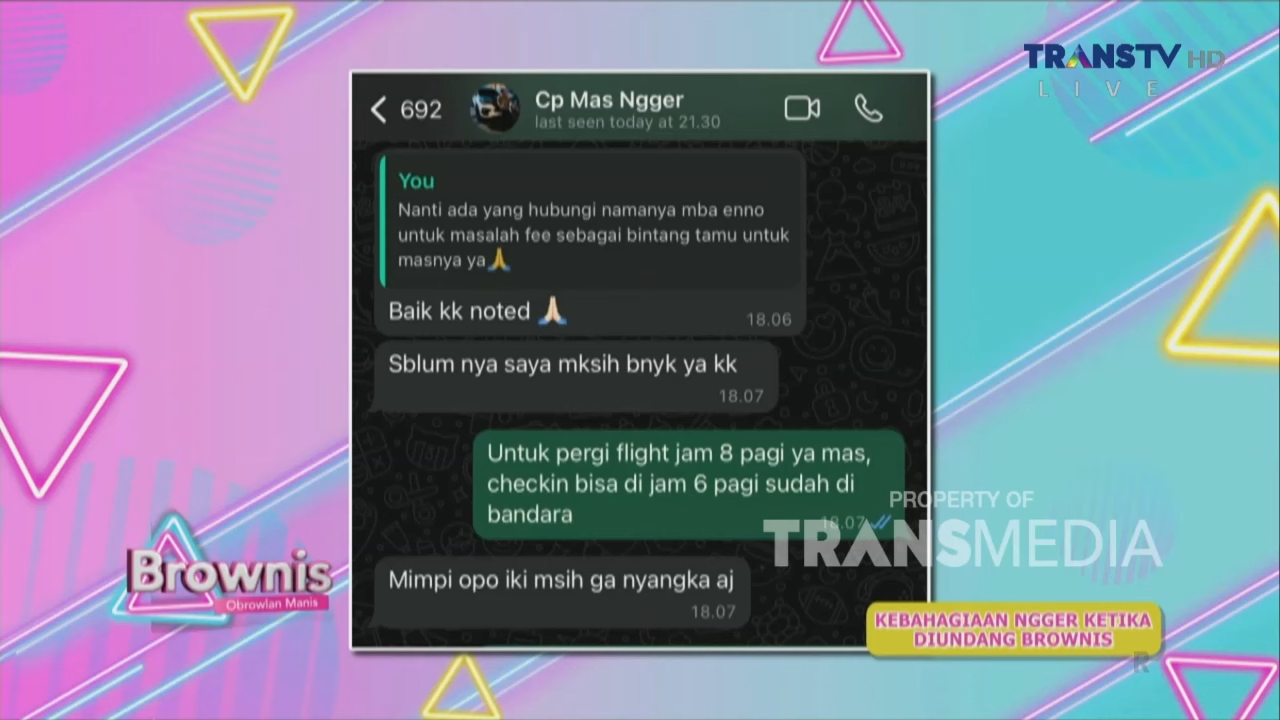 TRANSTV HD
LIVE
692
Cp Mas Ngger
last seen today at 21.30
You
Nanti ada yang hubungi namanya mba enno
untuk masalah fee sebagai bintang tamu untuk
masnya ya🙏
Baik kk noted 🙏🏻
18.06
Sblum nya saya mksih bnyk ya kk
18.07
Untuk pergi flight jam 8 pagi ya mas,
checkin bisa di jam 6 pagi sudah di
bandara
18.07
Mimpi opo iki msih ga nyangka aj
18.07
PROPERTY OF
TRANSMEDIA
Brownis
Obrowlan Manis
KEBAHAGIAAN NGGER KETIKA
DIUNDANG BROWNIS
R